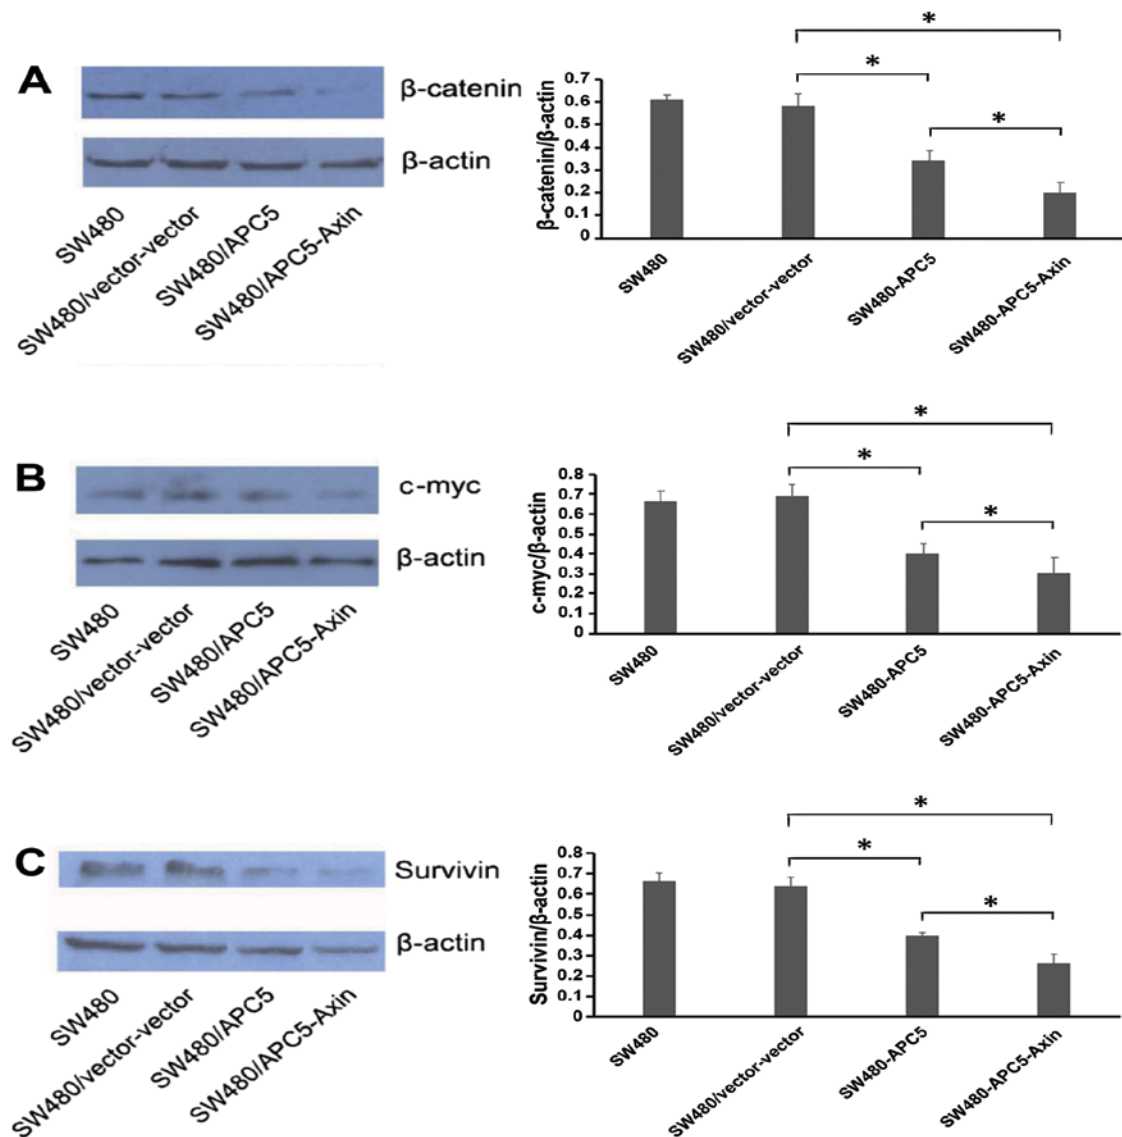 A
β-catenin
β-actin
SW480
SW480/vector-vector
SW480/APC5
SW480/APC5-Axin
*
*
*
β-catenin/β-actin
0.7
0.6
0.5
0.4
0.3
0.2
0.1
0
SW480
SW480/vector-vector
SW480-APC5
SW480-APC5-Axin
B
c-myc
β-actin
SW480
SW480/vector-vector
SW480/APC5
SW480/APC5-Axin
*
*
*
c-myc/β-actin
0.8
0.7
0.6
0.5
0.4
0.3
0.2
0.1
0
SW480
SW480/vector-vector
SW480-APC5
SW480-APC5-Axin
C
Survivin
β-actin
SW480
SW480/vector-vector
SW480/APC5
SW480/APC5-Axin
*
*
*
Survivin/β-actin
0.8
0.7
0.6
0.5
0.4
0.3
0.2
0.1
0
SW480
SW480/vector-vector
SW480-APC5
SW480-APC5-Axin